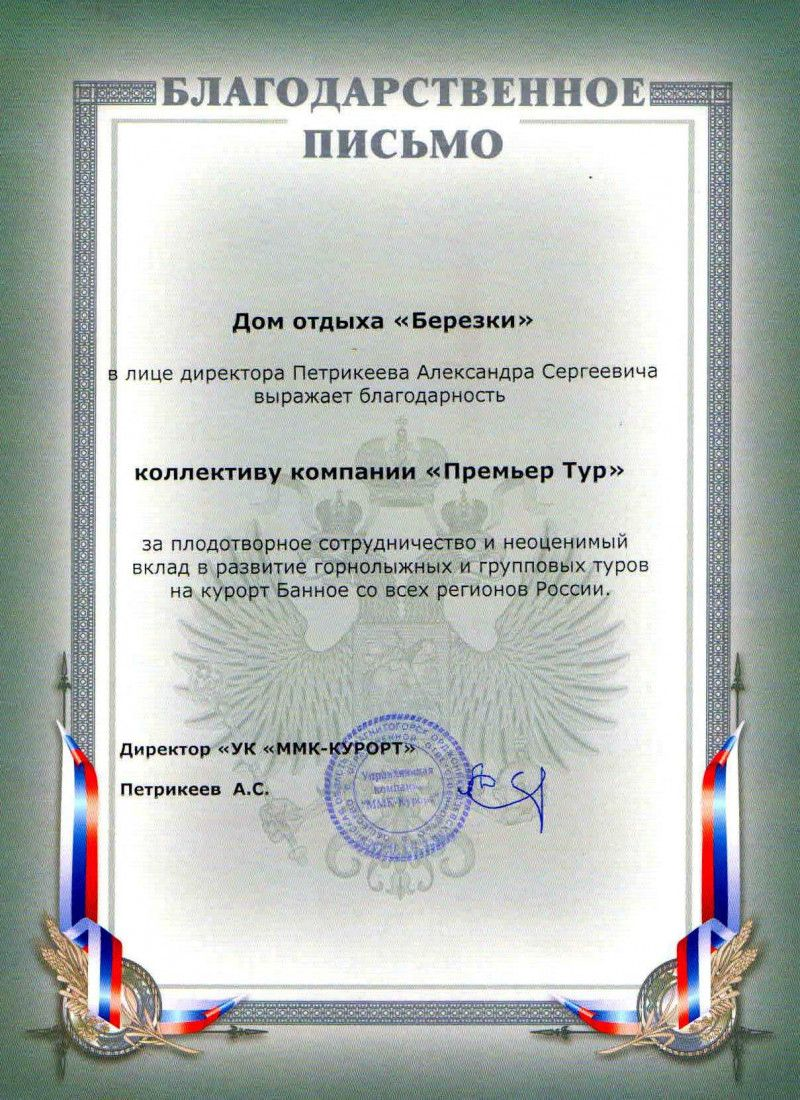 БЛАГОДАРСТВЕННОЕ
ПИСЬМО
Дом отдыха «Березки»
в лице директора Петрикеева Александра Сергеевича
выражает благодарность
коллективу компании «Премьер Тур»
за плодотворное сотрудничество и неоценимый
вклад в развитие горнолыжных и групповых туров
на курорт Банное со всех регионов России.
Директор «УК «ММК-КУРОРТ»
Петрикеев А.С.
Управляющая
компания
"ММК-Курорт"